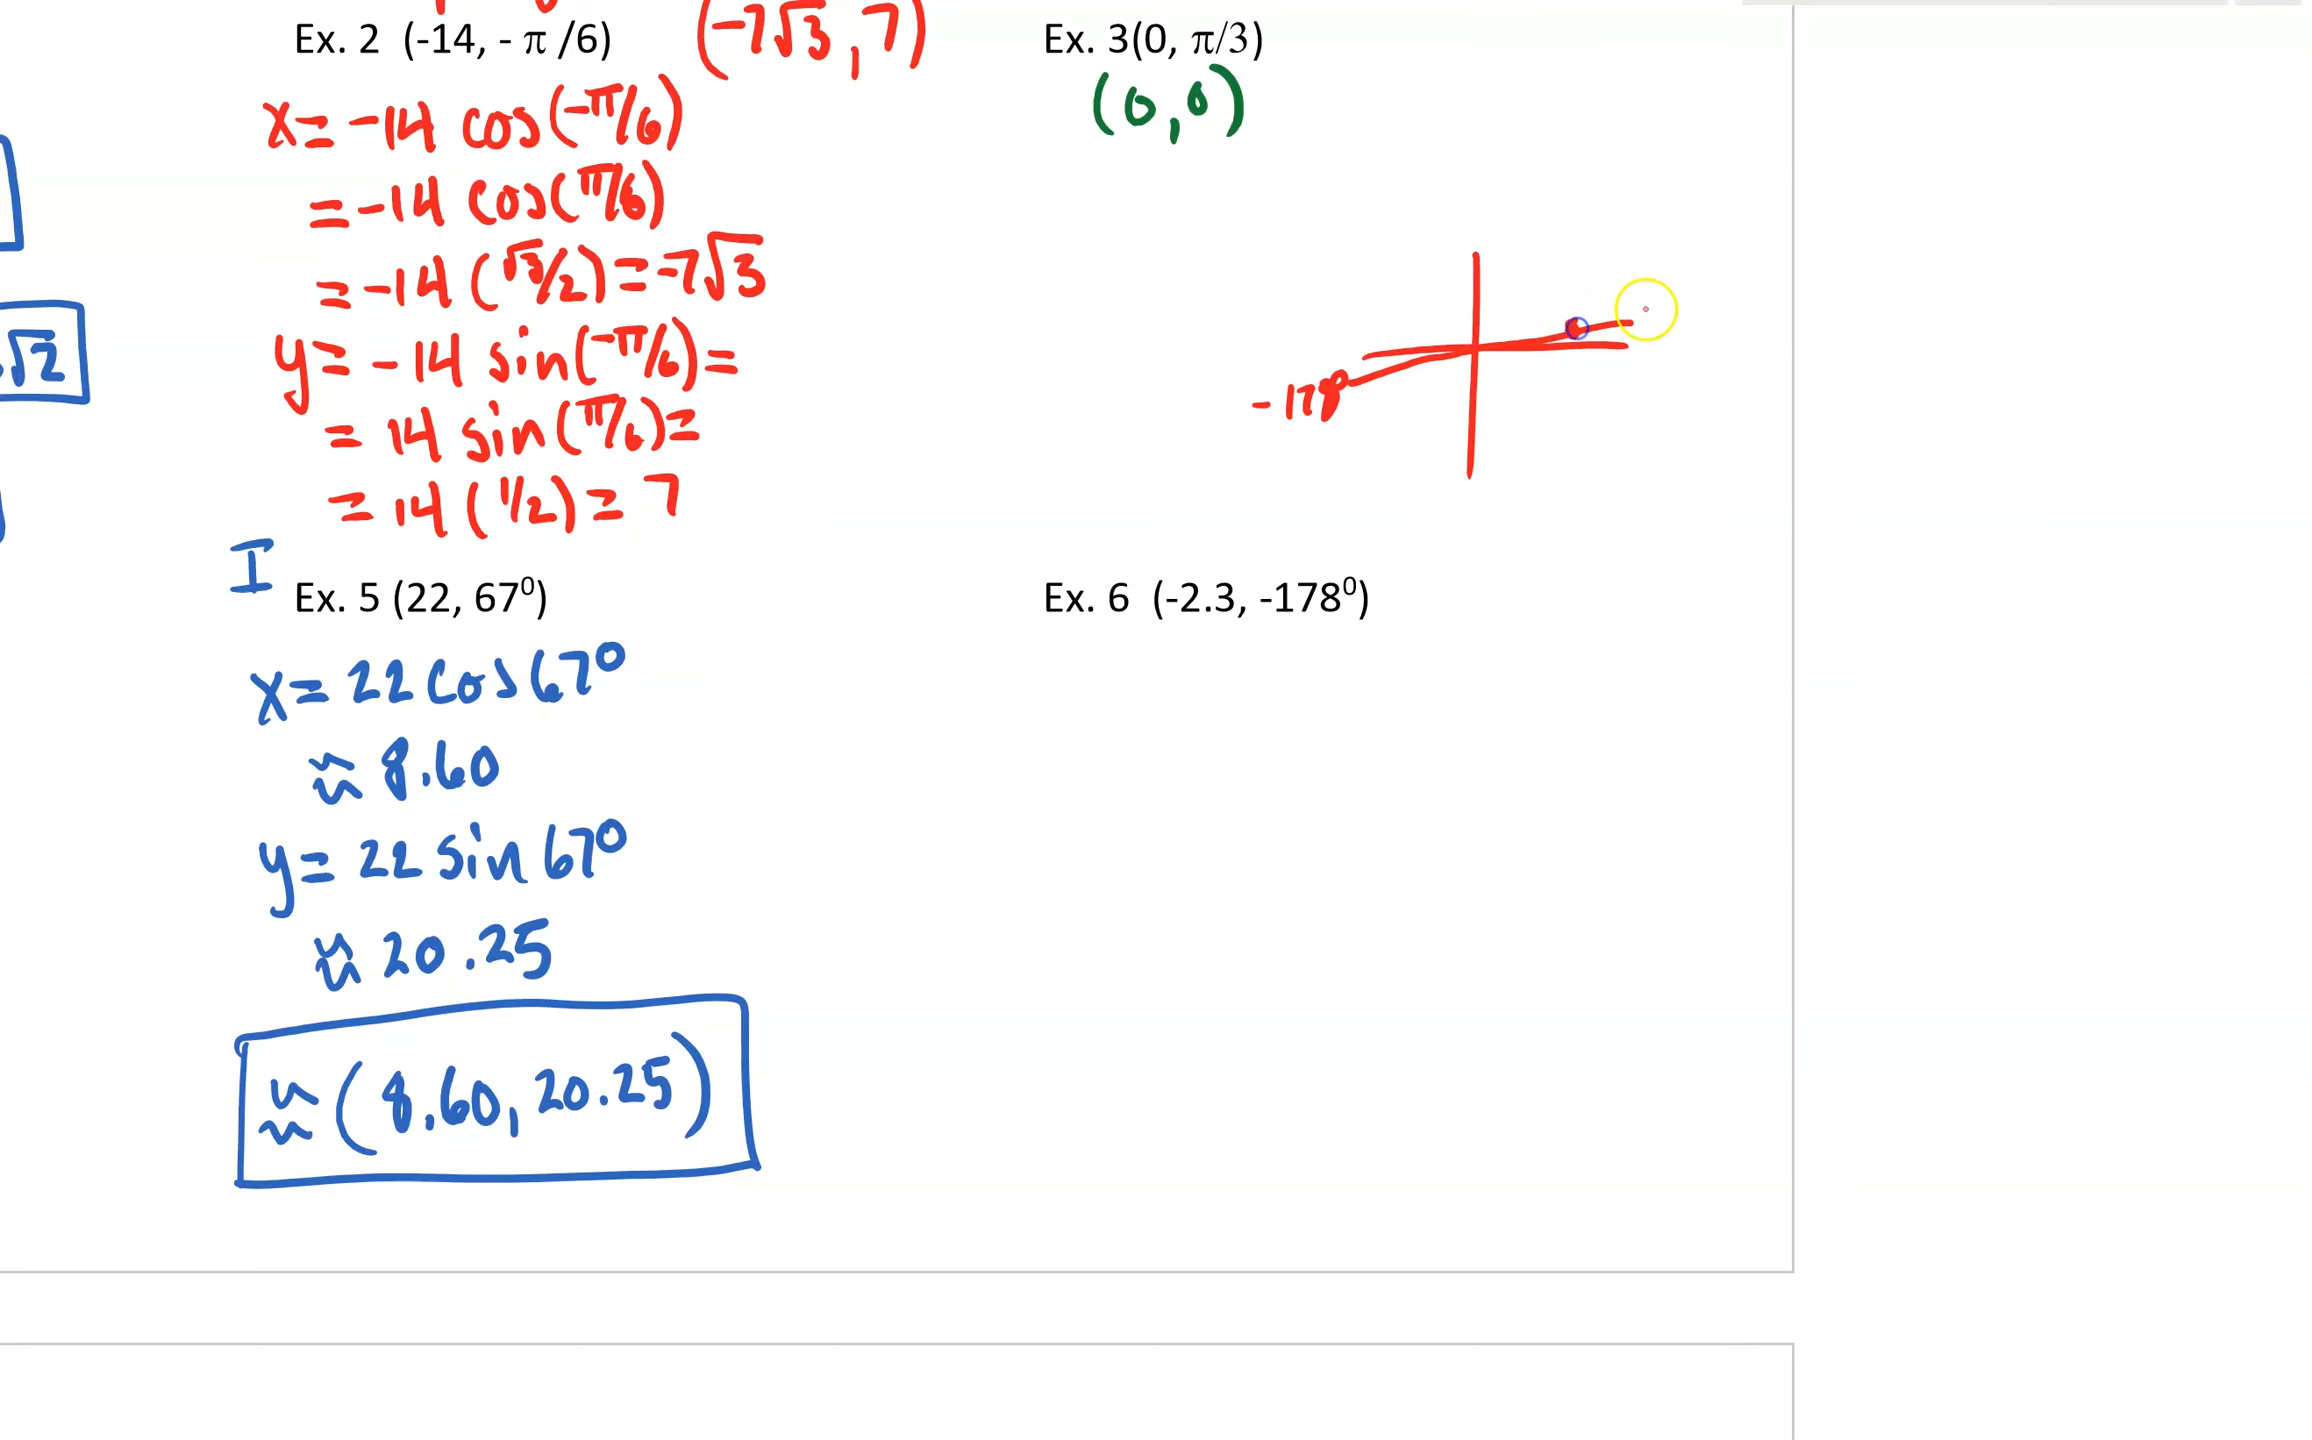 Ex. 2 (-14, - π /6)
(-7√3, 7)
x = -14 cos(-π/6)
= -14 cos(π/6)
= -14 (√3/2) = -7√3
y = -14 sin(-π/6) =
= 14 sin(π/6) =
= 14 (1/2) = 7
Ex. 3(0, π/3)
(0,0)
-178⁰
√2
I
Ex. 5 (22, 67⁰)
x = 22 cos 67⁰
≈ 8.60
y = 22 sin 67⁰
≈ 20.25
≈ (8.60, 20.25)
Ex. 6 (-2.3, -178⁰)